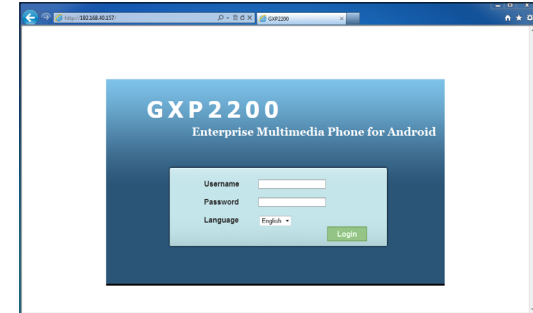 http://192.168.40.157/
GXP2200
GXP2200
Enterprise Multimedia Phone for Android
Username
Password
Language
English
Login